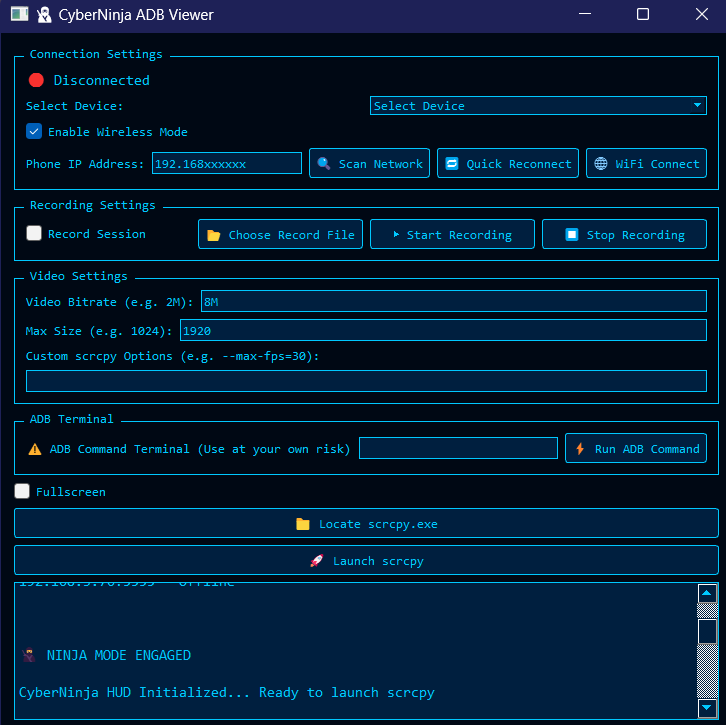 CyberNinja ADB Viewer
Connection Settings
Disconnected
Select Device:
Select Device
Enable Wireless Mode
Phone IP Address:
192.168xxxxxx
Scan Network
Quick Reconnect
WiFi Connect
Recording Settings
Record Session
Choose Record File
Start Recording
Stop Recording
Video Settings
Video Bitrate (e.g. 2M):
8M
Max Size (e.g. 1024):
1920
Custom scrcpy Options (e.g. --max-fps=30):
ADB Terminal
ADB Command Terminal (Use at your own risk)
Run ADB Command
Fullscreen
Locate scrcpy.exe
Launch scrcpy
NINJA MODE ENGAGED
CyberNinja HUD Initialized... Ready to launch scrcpy